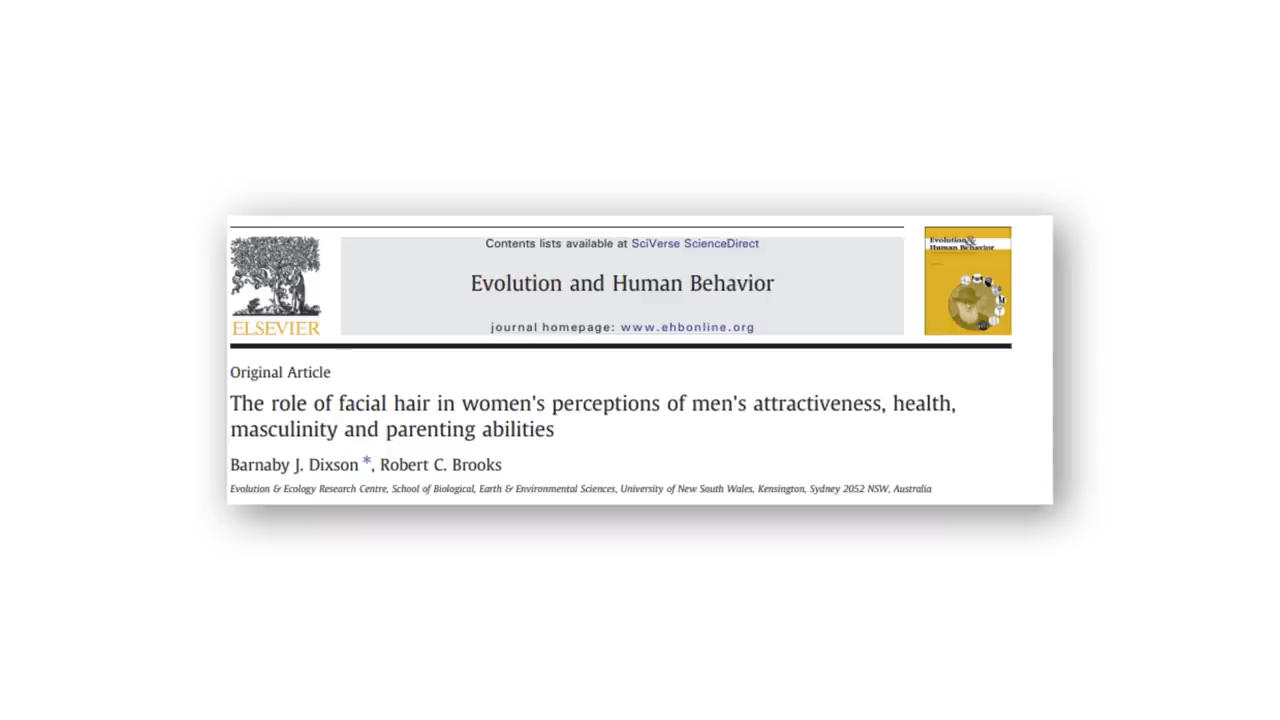 Contents lists available at SciVerse ScienceDirect
Evolution and Human Behavior
journal homepage: www.ehbonline.org
ELSEVIER
Evolution &
Human Behavior
Original Article
The role of facial hair in women's perceptions of men's attractiveness, health,
masculinity and parenting abilities
Barnaby J. Dixson *, Robert C. Brooks
Evolution & Ecology Research Centre, School of Biological, Earth & Environmental Sciences, University of New South Wales, Kensington, Sydney 2052 NSW, Australia